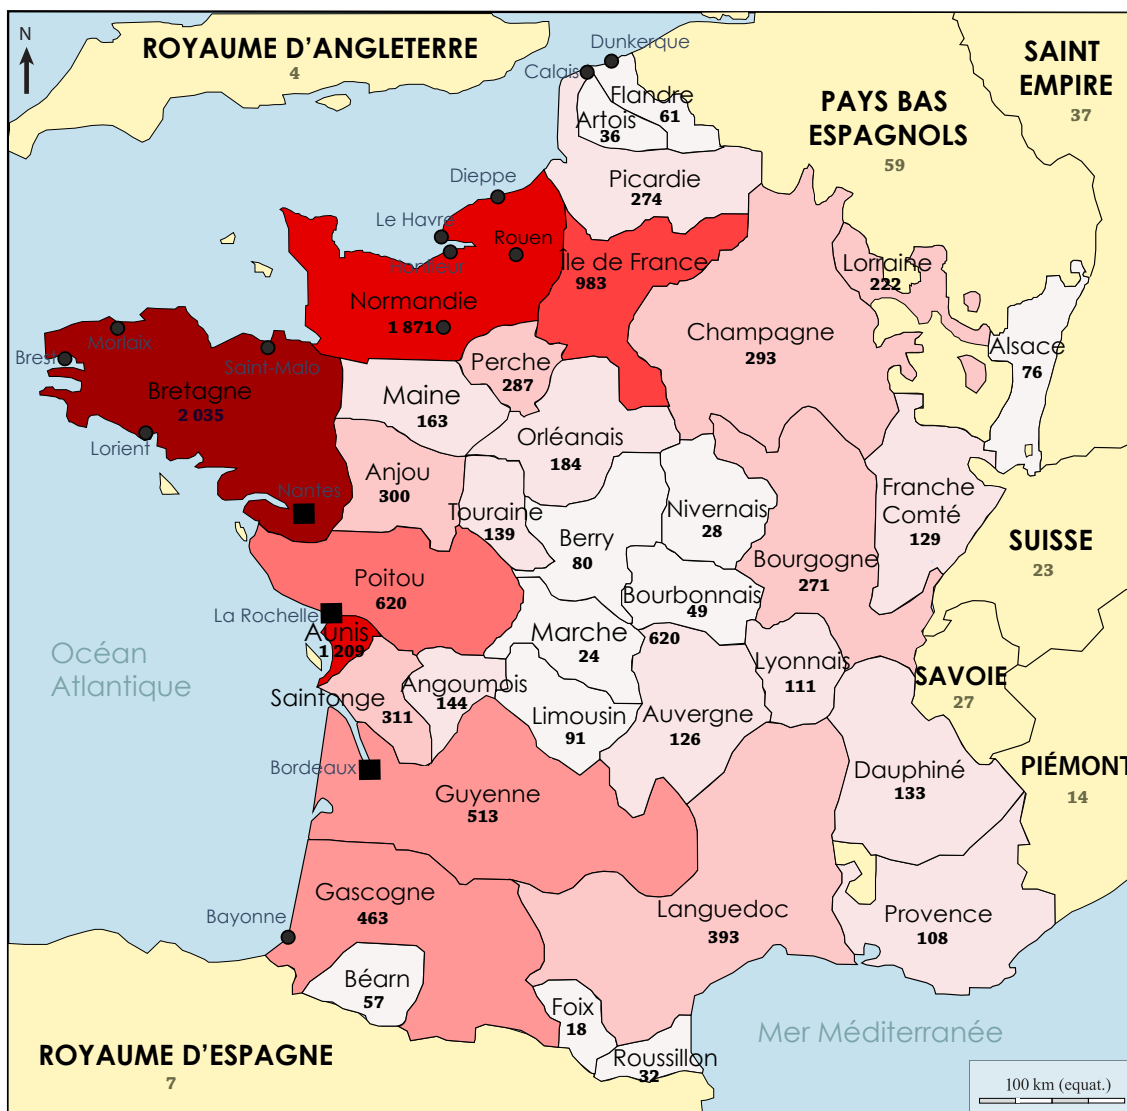 N
ROYAUME D'ANGLETERRE
4
Dunkerque
Calais
SAINT
EMPIRE
37
Flandre
61
Artois
36
PAYS BAS
ESPAGNOLS
59
Picardie
274
Dieppe
Le Havre
Rouen
Honfleur
Île de France
983
Lorraine
222
Normandie
1 871
Champagne
293
Alsace
76
Morlaix
Brest
Saint-Malo
Bretagne
2 035
Perche
287
Maine
163
Lorient
Orléanais
184
Anjou
300
Nantes
Touraine
139
Berry
80
Nivernais
28
Franche
Comté
129
SUISSE
23
Bourgogne
271
Poitou
620
Bourbonnais
49
La Rochelle
Aunis
1 209
Marche
24
620
Océan
Atlantique
Lyonnais
111
SAVOIE
27
Saintonge
311
Angoumois
144
Limousin
91
Auvergne
126
Bordeaux
Dauphiné
133
PIÉMONT
14
Guyenne
513
Gascogne
463
Bayonne
Languedoc
393
Provence
108
Béarn
57
Foix
18
Mer Méditerranée
Roussillon
32
ROYAUME D'ESPAGNE
7
100 km (equat.)